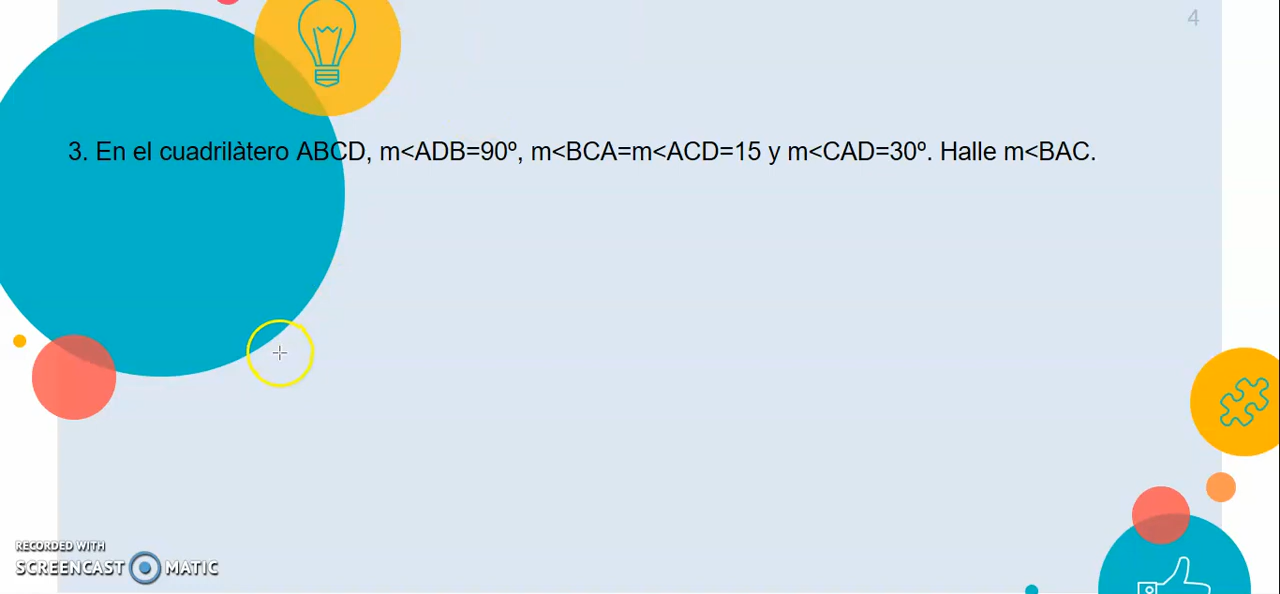 4
3. En el cuadrilàtero ABCD, m<ADB=90º, m<BCA=m<ACD=15 y m<CAD=30º. Halle m<BAC.
RECORDED WITH
SCREENCAST MATIC